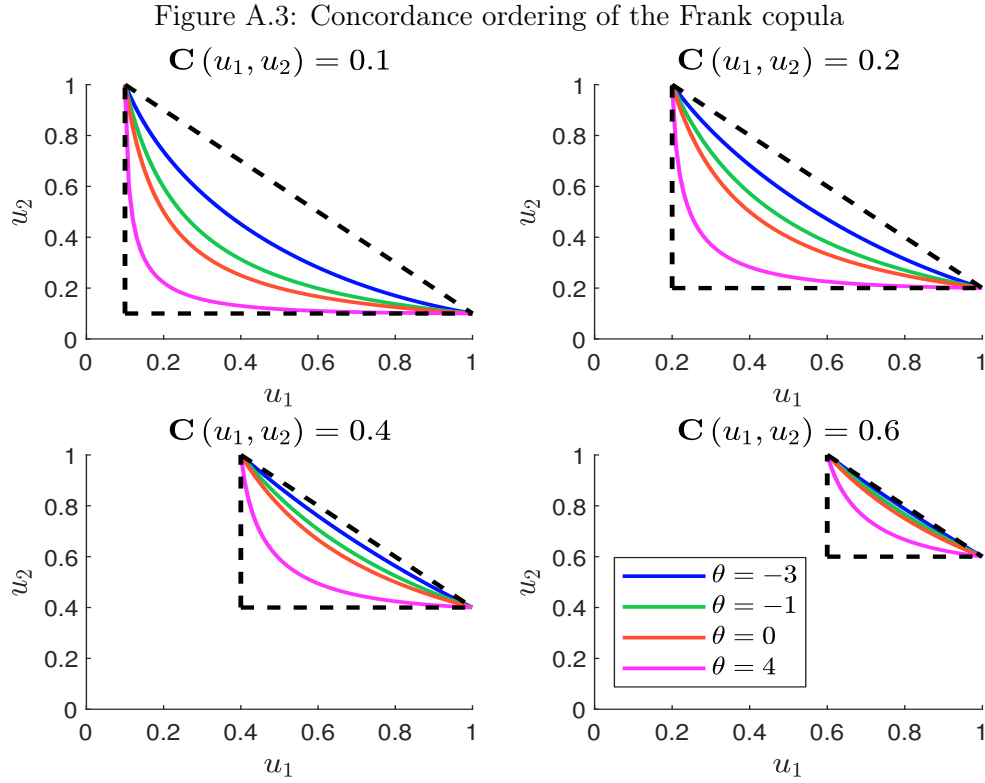 Figure A.3: Concordance ordering of the Frank copula
C (u₁, u₂) = 0.1
1
0.8
0.6
0.4
0.2
0
u₂
0 0.2 0.4 0.6 0.8 1
u₁
C (u₁, u₂) = 0.2
1
0.8
0.6
0.4
0.2
0
u₂
0 0.2 0.4 0.6 0.8 1
u₁
C (u₁, u₂) = 0.4
1
0.8
0.6
0.4
0.2
0
u₂
0 0.2 0.4 0.6 0.8 1
u₁
C (u₁, u₂) = 0.6
1
0.8
0.6
0.4
0.2
0
u₂
θ = −3
θ = −1
θ = 0
θ = 4
0 0.2 0.4 0.6 0.8 1
u₁